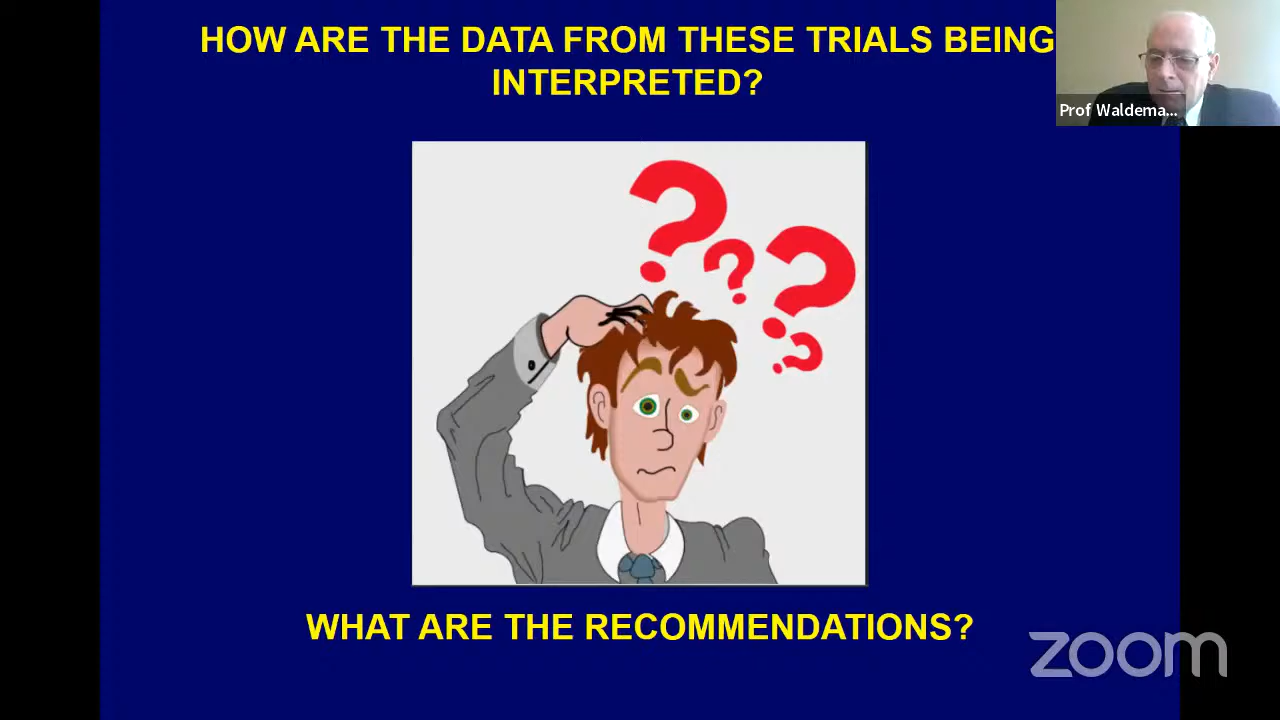 HOW ARE THE DATA FROM THESE TRIALS BEING
INTERPRETED?
Prof Waldema...
? ? ? ?
WHAT ARE THE RECOMMENDATIONS?
zoom